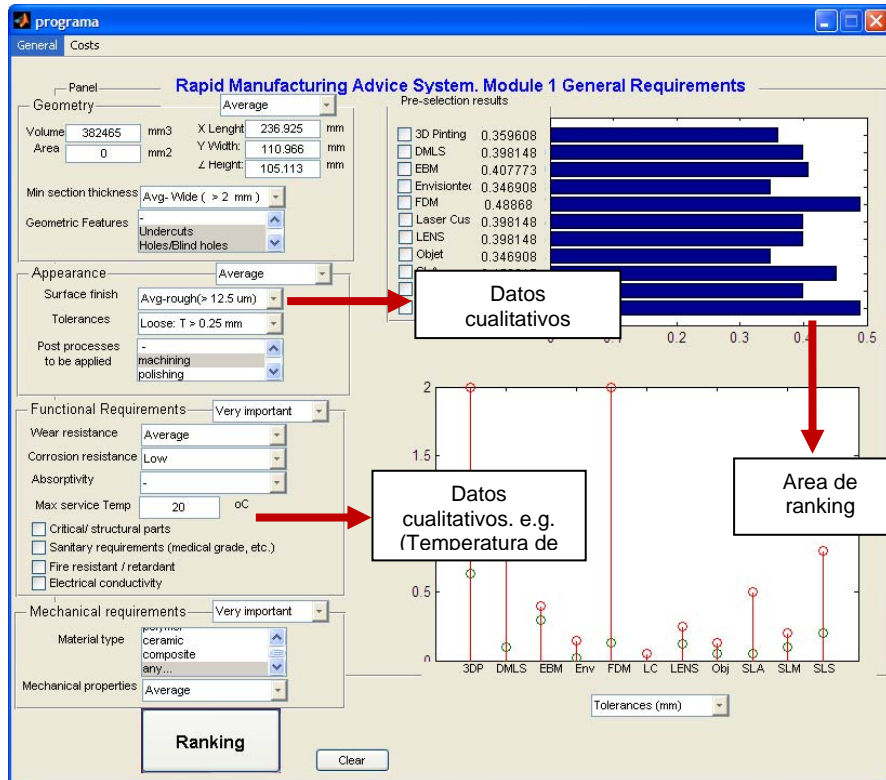 programa
General Costs
Panel
Rapid Manufacturing Advice System. Module 1 General Requirements
Geometry
Average
Volume 382465 mm3
Area 0 mm2
X Lenght 236.925 mm
Y Width: 110.966 mm
Z Height: 105.113 mm
Min section thickness Avg- Wide ( > 2 mm )
Geometric Features
-
Undercuts
Holes/Blind holes
Pre-selection results
3D Pinting 0.359608
DMLS 0.398148
EBM 0.407773
Envisiontec 0.346908
FDM 0.48868
Laser Cus 0.398148
LENS 0.398148
Objet 0.346908
SLA
0.1 0.2 0.3 0.4 0.5
Appearance
Average
Surface finish Avg-rough(> 12.5 um)
Tolerances Loose: T > 0.25 mm
Post processes
to be applied
-
machining
polishing
Datos
cualitativos
Functional Requirements
Very important
Wear resistance Average
Corrosion resistance Low
Absorptivity -
Max service Temp 20 oC
Critical/ structural parts
Sanitary requirements (medical grade, etc.)
Fire resistant / retardant
Electrical conductivity
Datos
cualitativos. e.g.
(Temperatura de
Area de
ranking
2
1.5
0.5
0
3DP DMLS EBM Env FDM LC LENS Obj SLA SLM SLS
Tolerances (mm)
Mechanical requirements
Very important
Material type
polymer
ceramic
composite
any...
Mechanical properties Average
Ranking
Clear